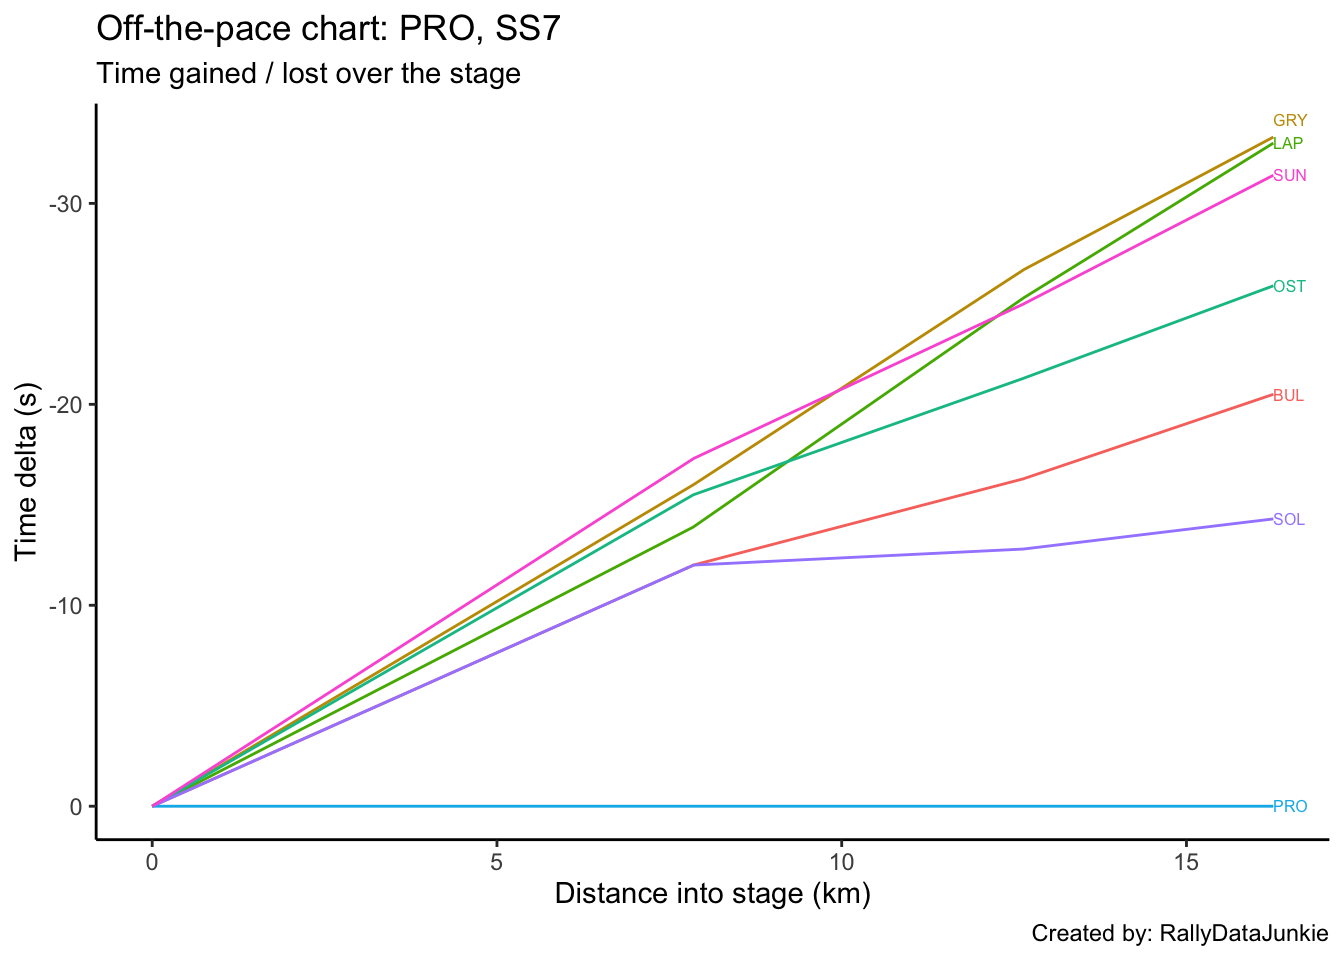 Off-the-pace chart: PRO, SS7
Time gained / lost over the stage
GRY
LAP
SUN
-30
OST
-20
BUL
SOL
-10
0
PRO
Time delta (s)
0 5 10 15
Distance into stage (km)
Created by: RallyDataJunkie